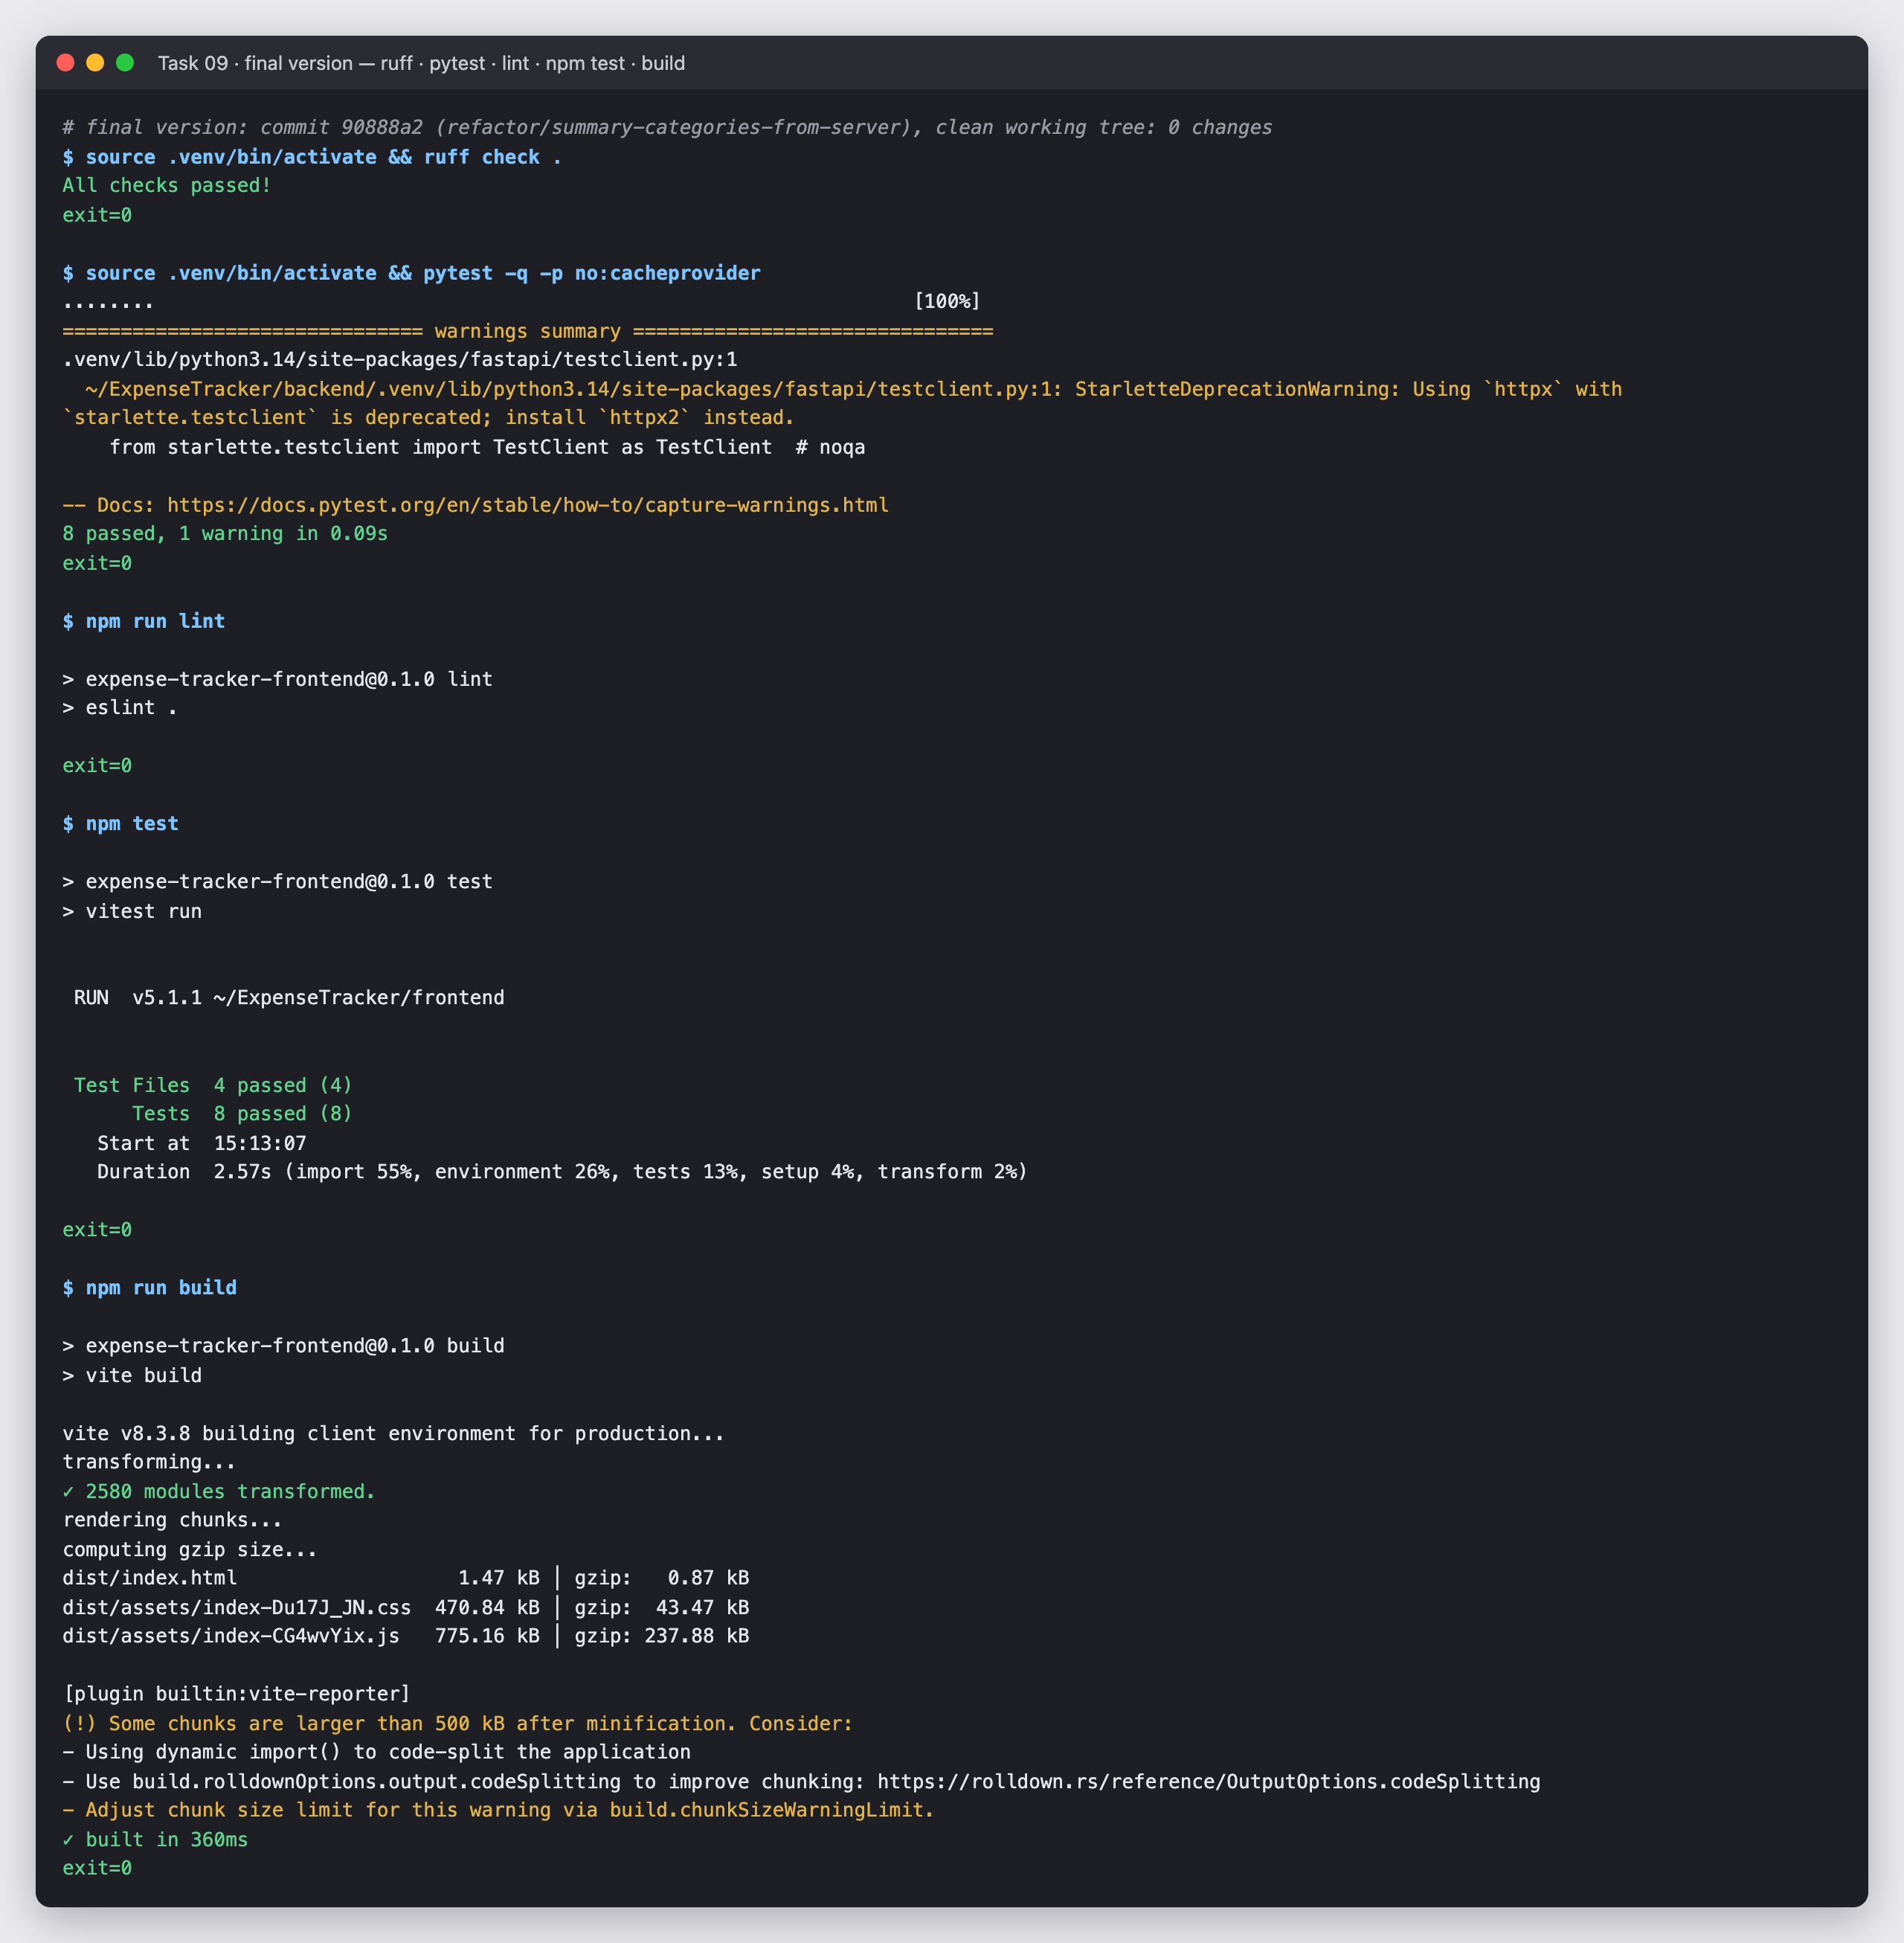 Task 09 · final version — ruff · pytest · lint · npm test · build
# final version: commit 90888a2 (refactor/summary-categories-from-server), clean working tree: 0 changes
$ source .venv/bin/activate && ruff check .
All checks passed!
exit=0
$ source .venv/bin/activate && pytest -q -p no:cacheprovider
........                                                                 [100%]
=============================== warnings summary ===============================
.venv/lib/python3.14/site-packages/fastapi/testclient.py:1
  ~/ExpenseTracker/backend/.venv/lib/python3.14/site-packages/fastapi/testclient.py:1: StarletteDeprecationWarning: Using `httpx` with
`starlette.testclient` is deprecated; install `httpx2` instead.
    from starlette.testclient import TestClient as TestClient  # noqa
-- Docs: https://docs.pytest.org/en/stable/how-to/capture-warnings.html
8 passed, 1 warning in 0.09s
exit=0
$ npm run lint
> expense-tracker-frontend@0.1.0 lint
> eslint .
exit=0
$ npm test
> expense-tracker-frontend@0.1.0 test
> vitest run
 RUN  v5.1.1 ~/ExpenseTracker/frontend
 Test Files  4 passed (4)
      Tests  8 passed (8)
   Start at  15:13:07
   Duration  2.57s (import 55%, environment 26%, tests 13%, setup 4%, transform 2%)
exit=0
$ npm run build
> expense-tracker-frontend@0.1.0 build
> vite build
vite v8.3.8 building client environment for production...
transforming...
✓ 2580 modules transformed.
rendering chunks...
computing gzip size...
dist/index.html                   1.47 kB │ gzip:   0.87 kB
dist/assets/index-Du17J_JN.css  470.84 kB │ gzip:  43.47 kB
dist/assets/index-CG4wvYix.js   775.16 kB │ gzip: 237.88 kB
[plugin builtin:vite-reporter]
(!) Some chunks are larger than 500 kB after minification. Consider:
- Using dynamic import() to code-split the application
- Use build.rolldownOptions.output.codeSplitting to improve chunking: https://rolldown.rs/reference/OutputOptions.codeSplitting
- Adjust chunk size limit for this warning via build.chunkSizeWarningLimit.
✓ built in 360ms
exit=0